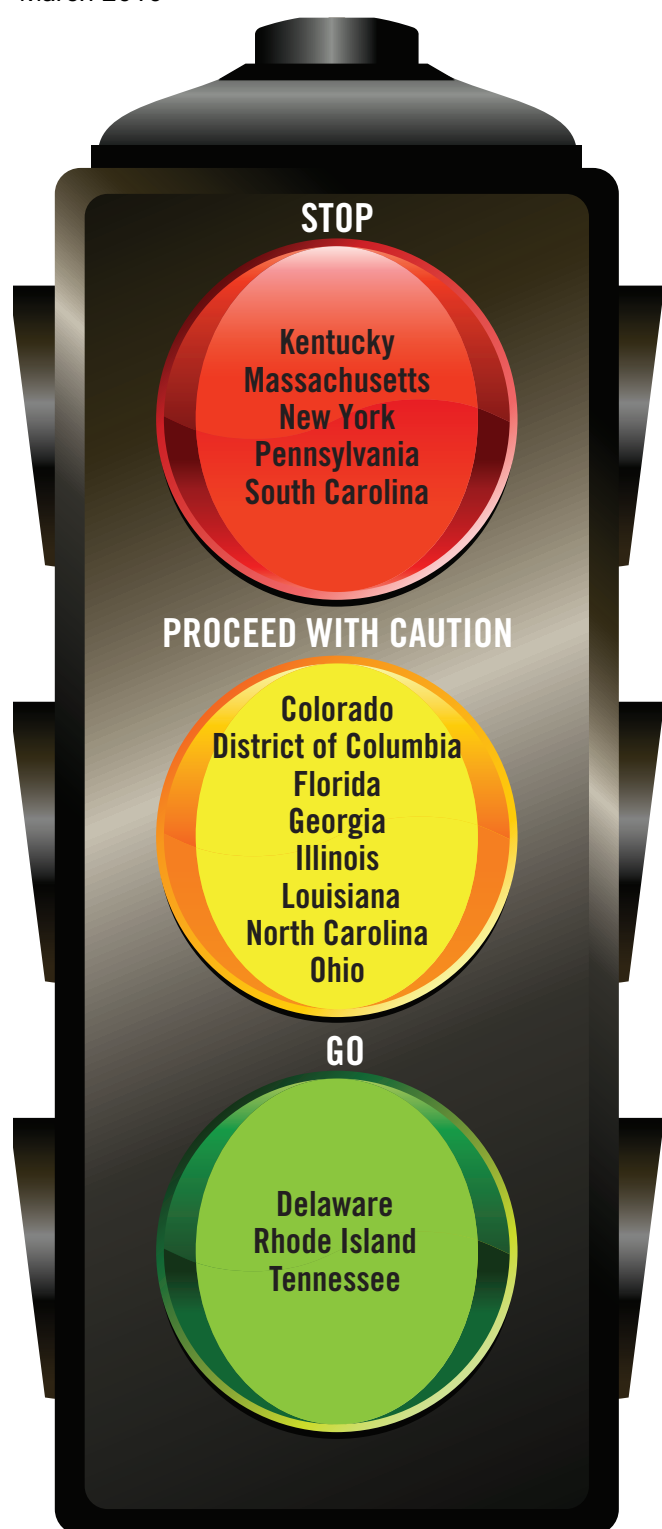 STOP
Kentucky
Massachusetts
New York
Pennsylvania
South Carolina
PROCEED WITH CAUTION
Colorado
District of Columbia
Florida
Georgia
Illinois
Louisiana
North Carolina
Ohio
GO
Delaware
Rhode Island
Tennessee